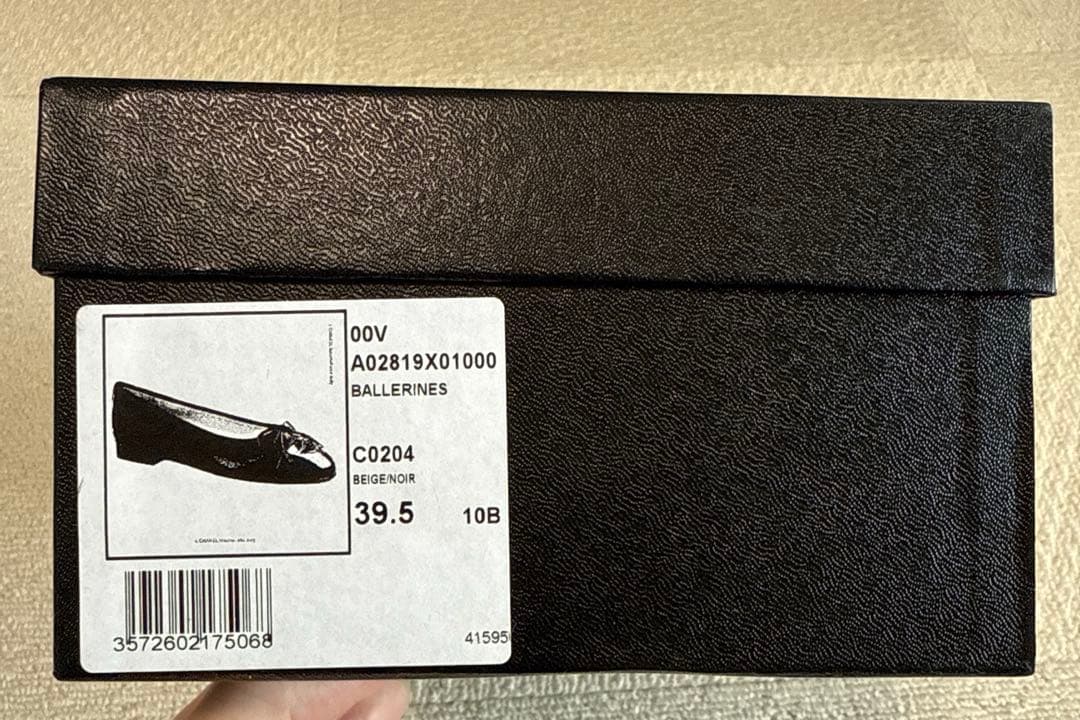 00V
A02819X01000
BALLERINES
C0204
BEIGE/NOIR
39.5 10B
3572602175068
41595